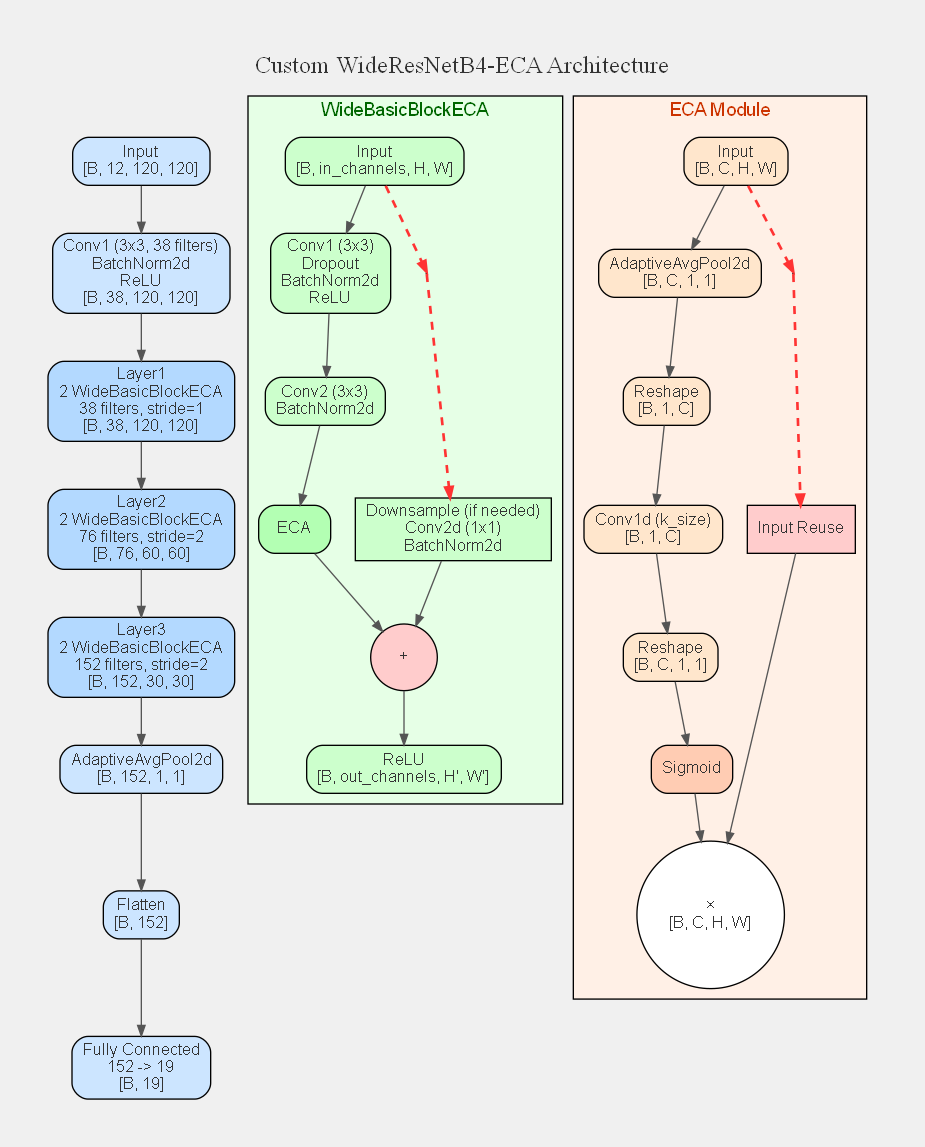 Custom WideResNetB4-ECA Architecture
Input
[B, 12, 120, 120]
Conv1 (3x3, 38 filters)
BatchNorm2d
ReLU
[B, 38, 120, 120]
Layer1
2 WideBasicBlockECA
38 filters, stride=1
[B, 38, 120, 120]
Layer2
2 WideBasicBlockECA
76 filters, stride=2
[B, 76, 60, 60]
Layer3
2 WideBasicBlockECA
152 filters, stride=2
[B, 152, 30, 30]
AdaptiveAvgPool2d
[B, 152, 1, 1]
Flatten
[B, 152]
Fully Connected
152 -> 19
[B, 19]
WideBasicBlockECA
Input
[B, in_channels, H, W]
Conv1 (3x3)
Dropout
BatchNorm2d
ReLU
Conv2 (3x3)
BatchNorm2d
ECA
Downsample (if needed)
Conv2d (1x1)
BatchNorm2d
+
ReLU
[B, out_channels, H', W']
ECA Module
Input
[B, C, H, W]
AdaptiveAvgPool2d
[B, C, 1, 1]
Reshape
[B, 1, C]
Conv1d (k_size)
[B, 1, C]
Input Reuse
Reshape
[B, C, 1, 1]
Sigmoid
×
[B, C, H, W]